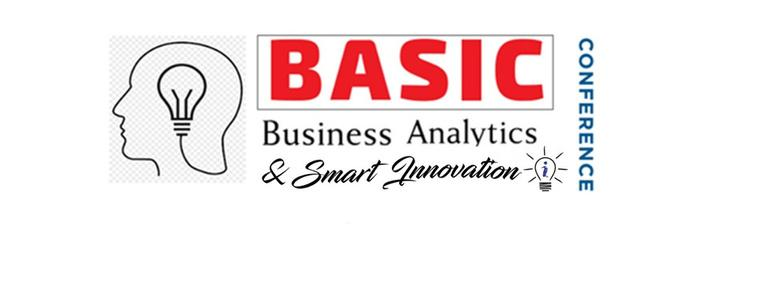 BASIC
Business Analytics
& Smart Innovation
i
CONFERENCE